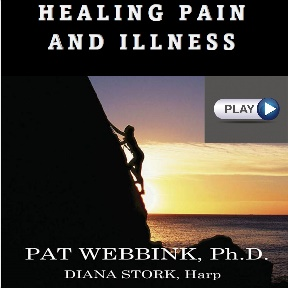 HEALING PAIN
AND ILLNESS
PLAY
PAT WEBBINK, Ph.D.
DIANA STORK, Harp